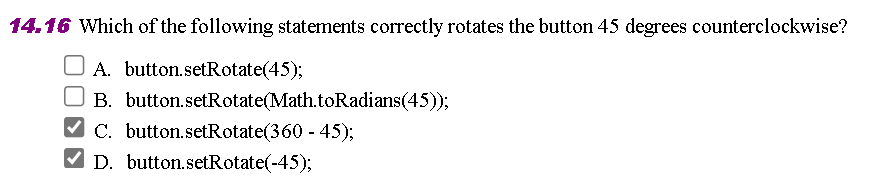 14.16 Which of the following statements correctly rotates the button 45 degrees counterclockwise?
A. button.setRotate(45);
B. button.setRotate(Math.toRadians(45));
C. button.setRotate(360 - 45);
D. button.setRotate(-45);